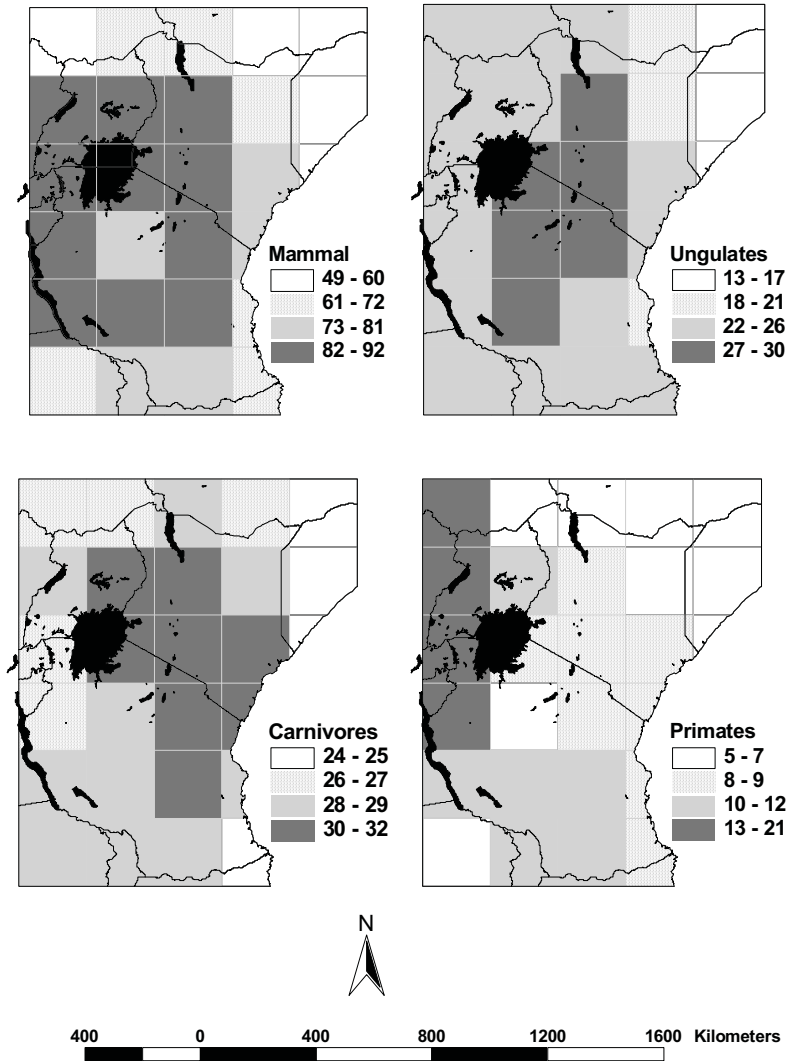 Mammal
49 - 60
61 - 72
73 - 81
82 - 92
Ungulates
13 - 17
18 - 21
22 - 26
27 - 30
Carnivores
24 - 25
26 - 27
28 - 29
30 - 32
Primates
5 - 7
8 - 9
10 - 12
13 - 21
N
400 0 400 800 1200 1600 Kilometers